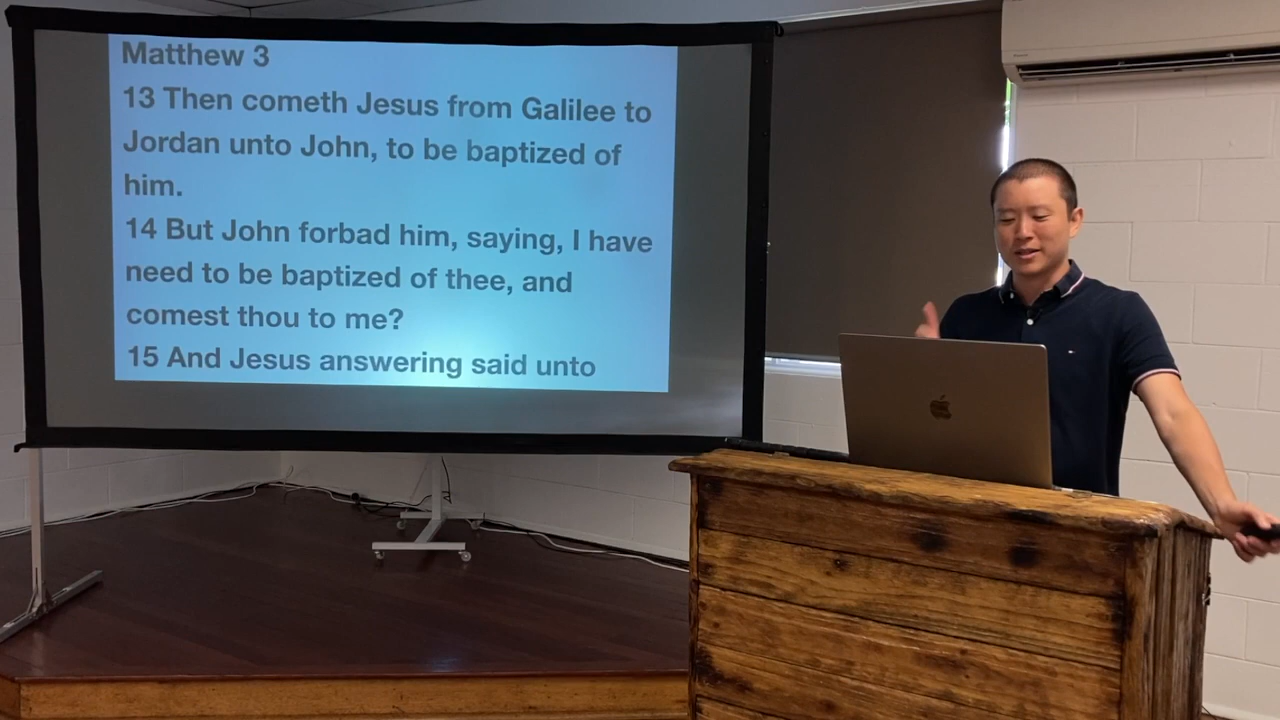 Matthew 3
13 Then cometh Jesus from Galilee to
Jordan unto John, to be baptized of
him.
14 But John forbad him, saying, I have
need to be baptized of thee, and
comest thou to me?
15 And Jesus answering said unto